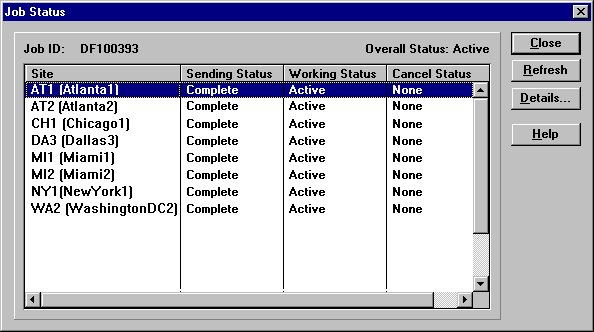 Job Status
Job ID: DF100393 Overall Status: Active
Site Sending Status Working Status Cancel Status
AT1 (Atlanta1) Complete Active None
AT2 (Atlanta2) Complete Active None
CH1 (Chicago1) Complete Active None
DA3 (Dallas3) Complete Active None
MI1 (Miami1) Complete Active None
MI2 (Miami2) Complete Active None
NY1(NewYork1) Complete Active None
WA2 (WashingtonDC2) Complete Active None
Close
Refresh
Details...
Help